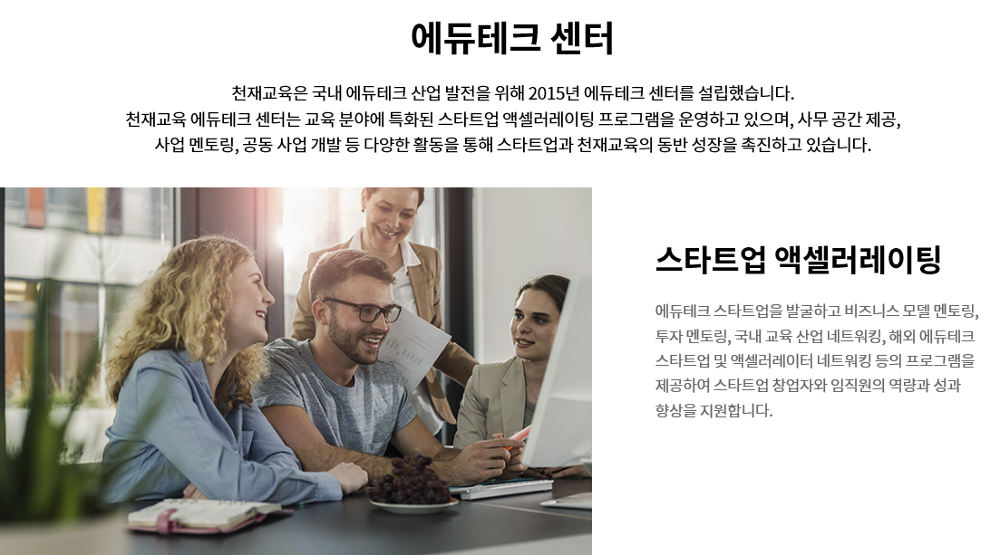 에듀테크 센터
천재교육은 국내 에듀테크 산업 발전을 위해 2015년 에듀테크 센터를 설립했습니다.
천재교육 에듀테크 센터는 교육 분야에 특화된 스타트업 액셀러레이팅 프로그램을 운영하고 있으며, 사무 공간 제공,
사업 멘토링, 공동 사업 개발 등 다양한 활동을 통해 스타트업과 천재교육의 동반 성장을 촉진하고 있습니다.
스타트업 액셀러레이팅
에듀테크 스타트업을 발굴하고 비즈니스 모델 멘토링,
투자 멘토링, 국내 교육 산업 네트워킹, 해외 에듀테크
스타트업 및 액셀러레이터 네트워킹 등의 프로그램을
제공하여 스타트업 창업자와 임직원의 역량과 성과
향상을 지원합니다.